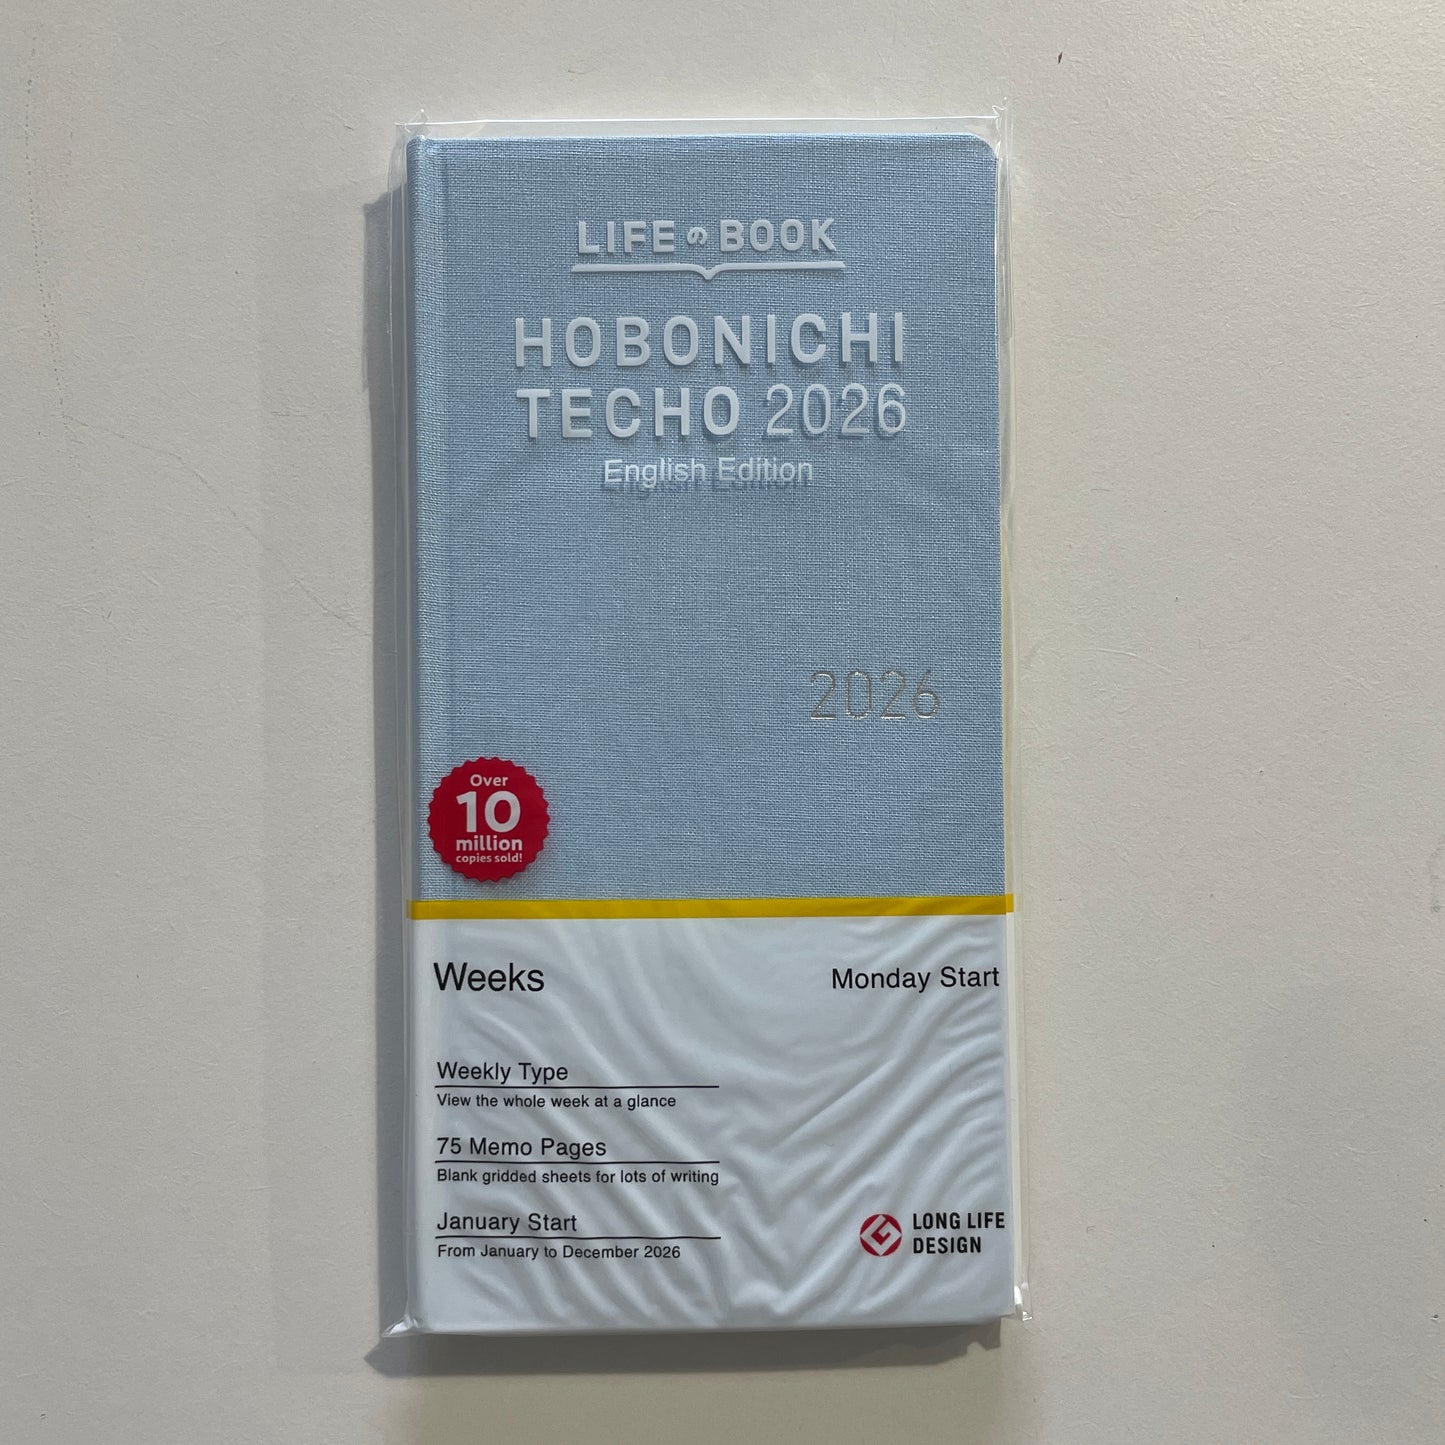 LIFEのBOOK
HOBONICHI
TECHO 2026
English Edition
2026
Over
10
million
copies sold!
Weeks
Monday Start
Weekly Type
View the whole week at a glance
75 Memo Pages
Blank gridded sheets for lots of writing
January Start
From January to December 2026
LONG LIFE
DESIGN